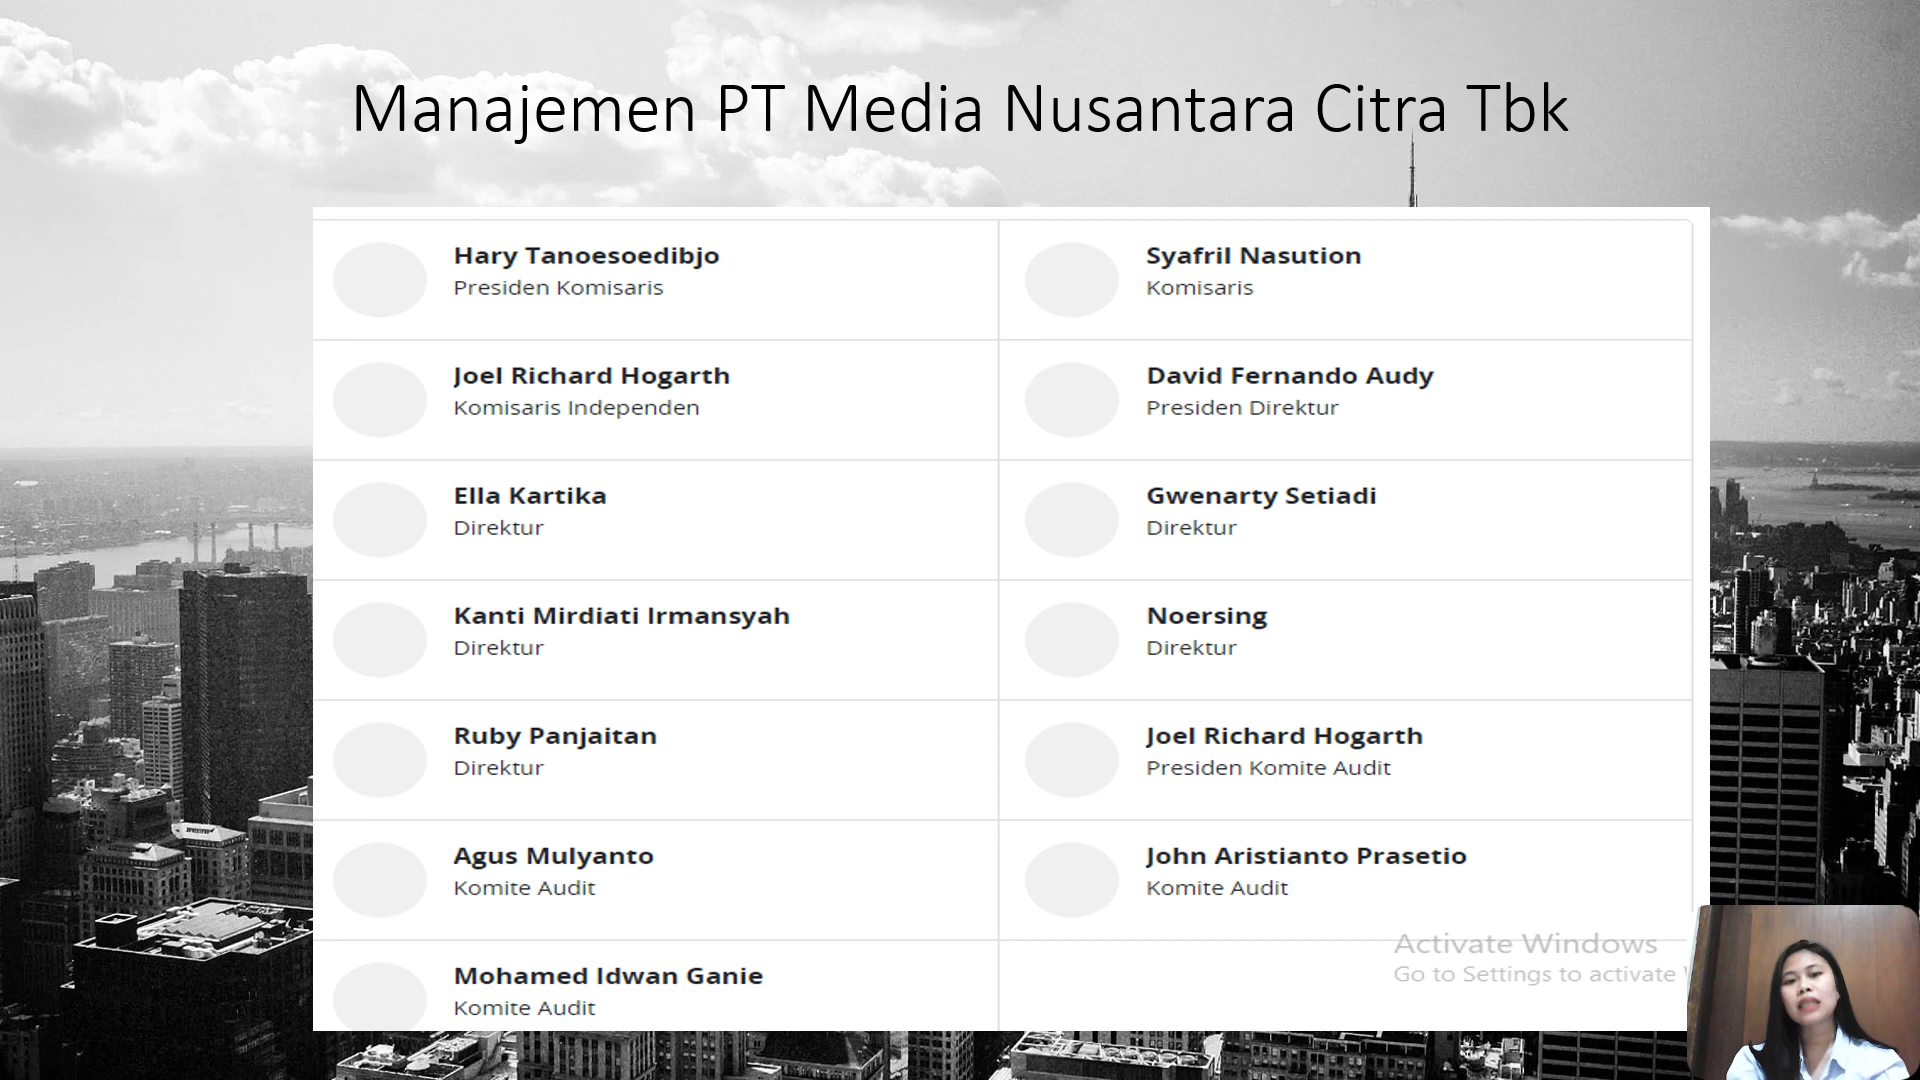 Manajemen PT Media Nusantara Citra Tbk
Hary Tanoesoedibjo
Presiden Komisaris
Syafril Nasution
Komisaris
Joel Richard Hogarth
Komisaris Independen
David Fernando Audy
Presiden Direktur
Ella Kartika
Direktur
Gwenarty Setiadi
Direktur
Kanti Mirdiati Irmansyah
Direktur
Noersing
Direktur
Ruby Panjaitan
Direktur
Joel Richard Hogarth
Presiden Komite Audit
Agus Mulyanto
Komite Audit
John Aristianto Prasetio
Komite Audit
Mohamed Idwan Ganie
Komite Audit
Activate Windows
Go to Settings to activate